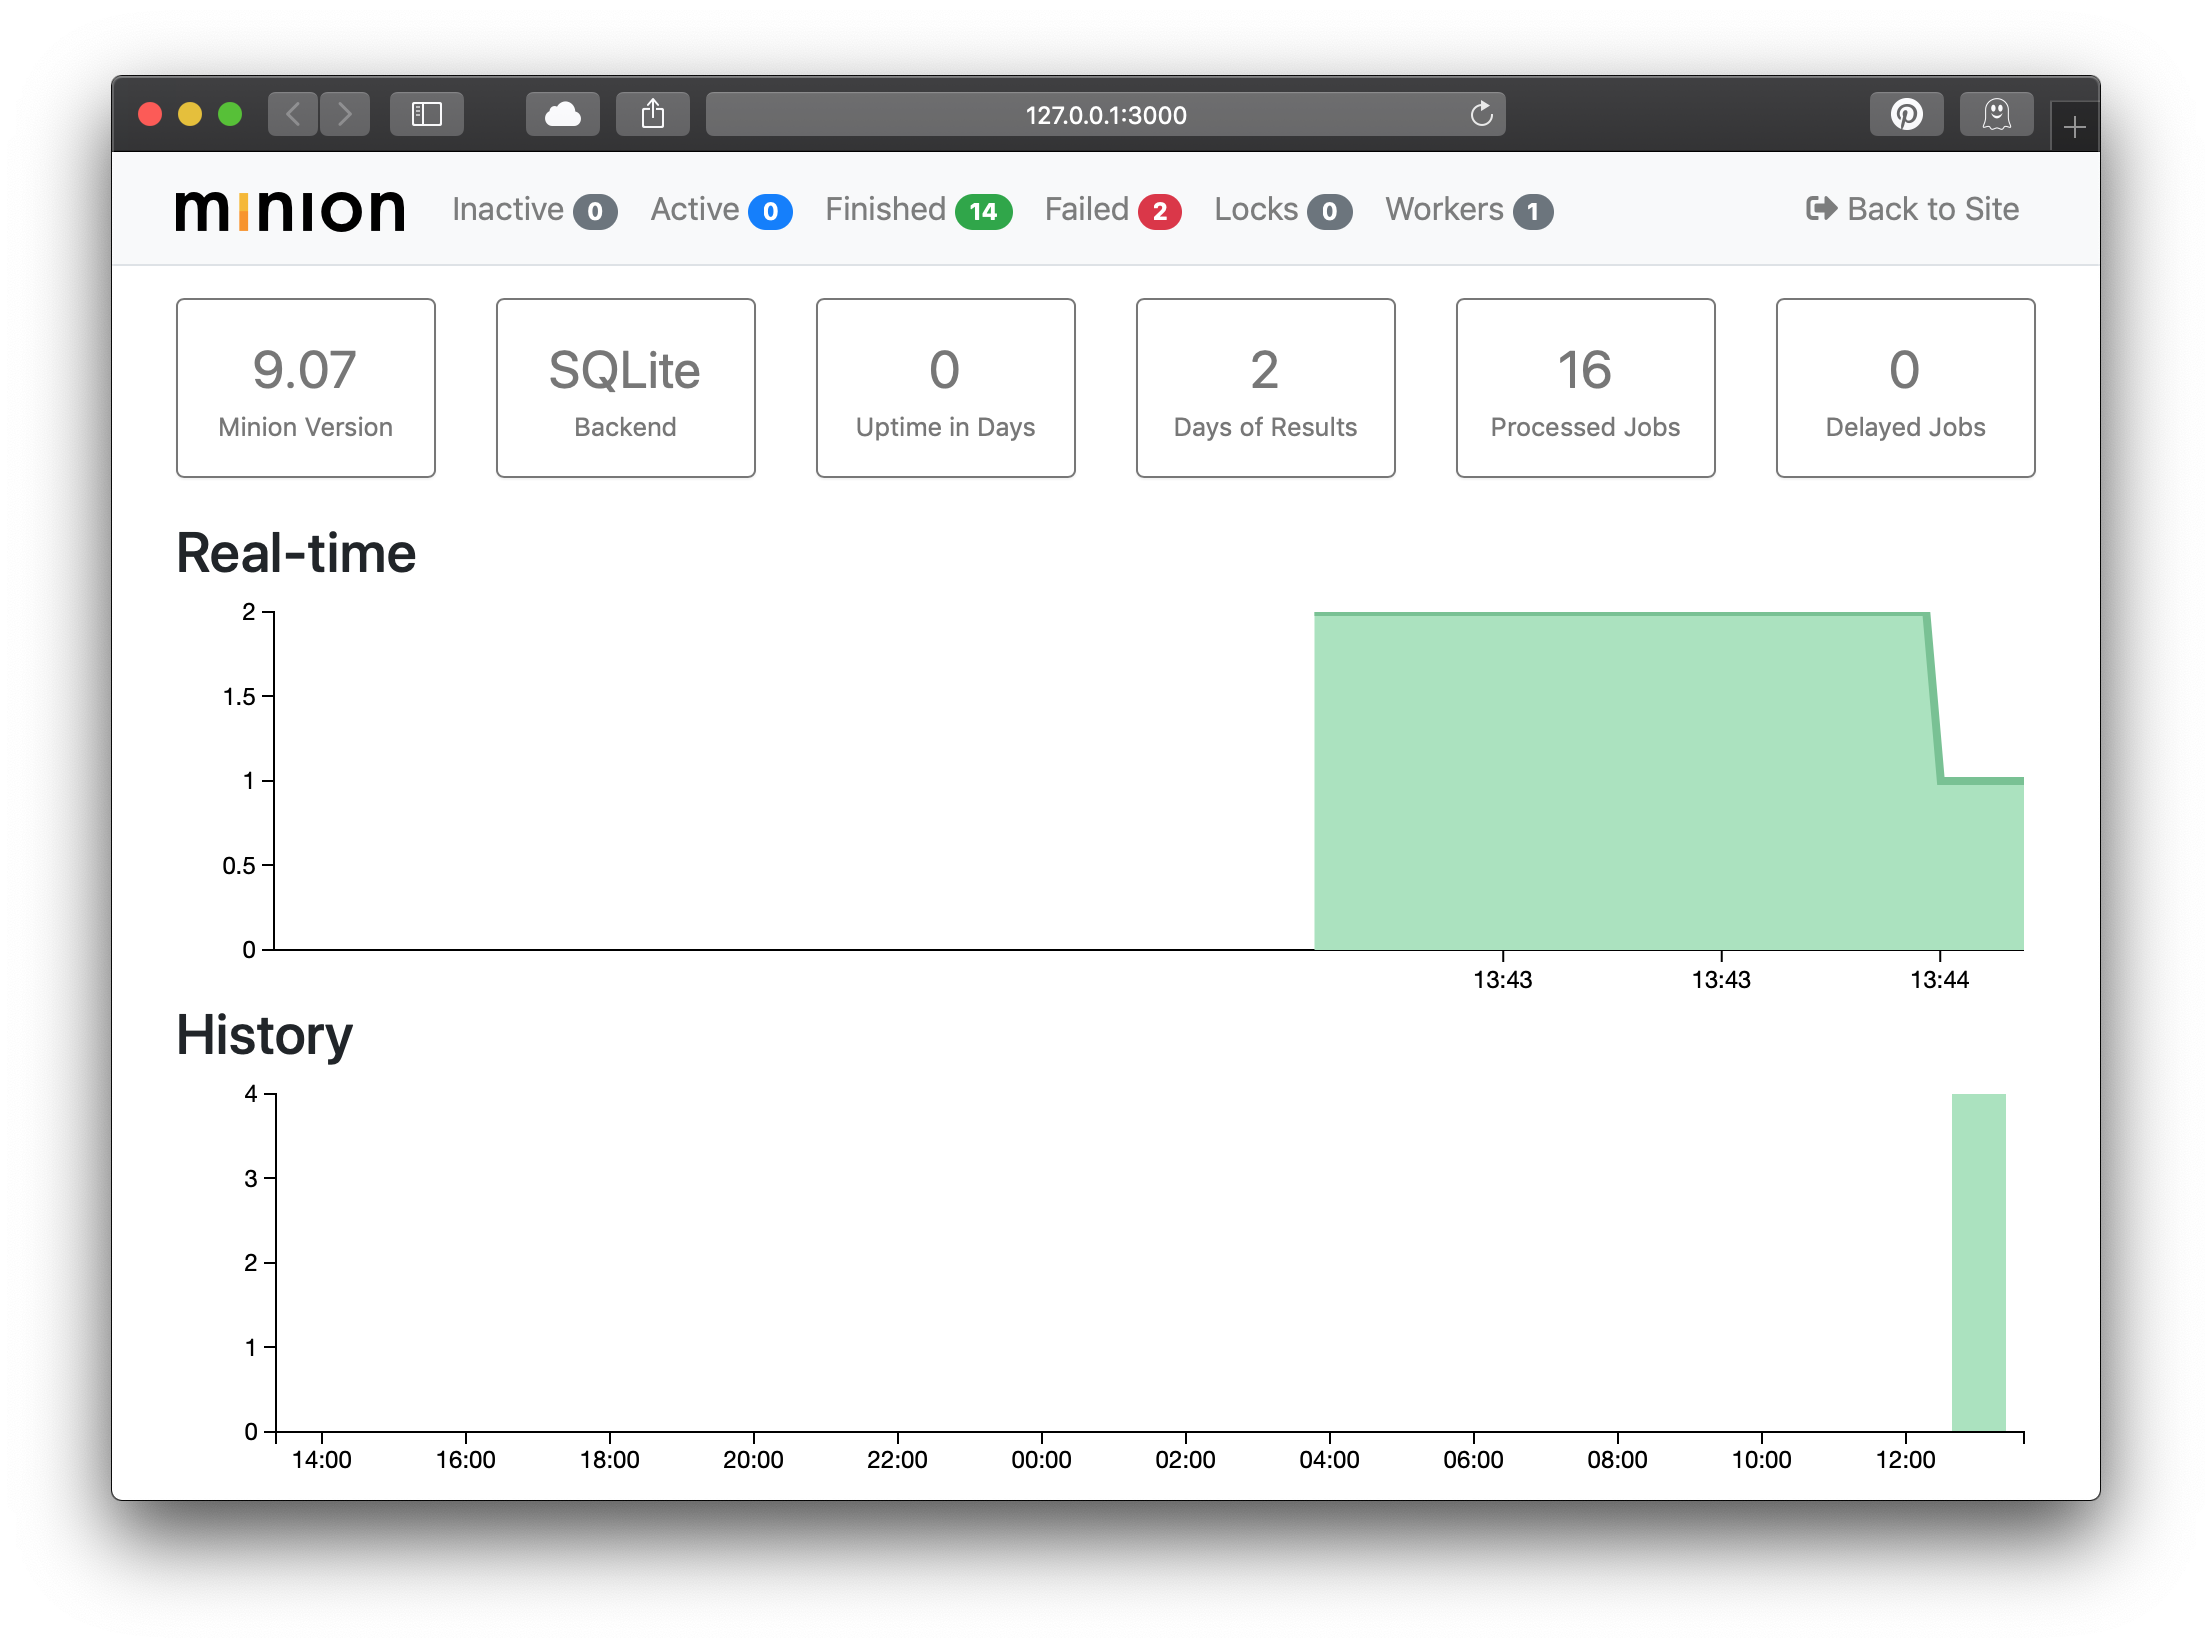 127.0.0.1:3000
minion Inactive 0 Active 0 Finished 14 Failed 2 Locks 0 Workers 1 Back to Site
9.07 SQLite 0 2 16 0
Minion Version Backend Uptime in Days Days of Results Processed Jobs Delayed Jobs
Real-time
2
1.5
1
0.5
0
13:43 13:43 13:44
History
4
3
2
1
0
14:00 16:00 18:00 20:00 22:00 00:00 02:00 04:00 06:00 08:00 10:00 12:00